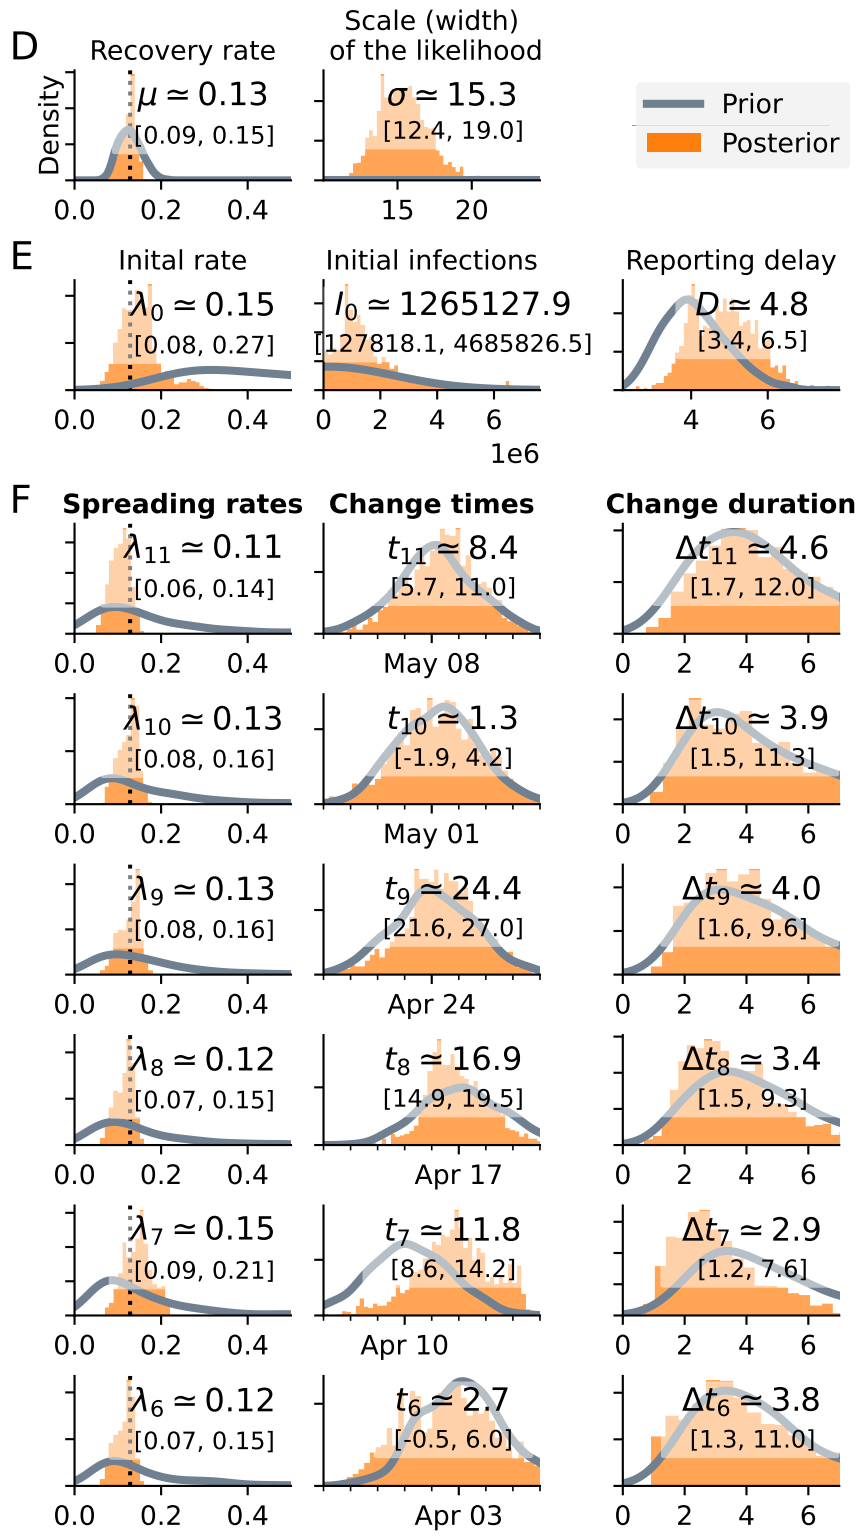 D
Recovery rate
Scale (width)
of the likelihood
Density
μ ≃ 0.13
[0.09, 0.15]
σ ≃ 15.3
[12.4, 19.0]
Prior
Posterior
0.0 0.2 0.4
15 20
E
Inital rate
Initial infections
Reporting delay
λ0 ≃ 0.15
[0.08, 0.27]
I0 ≃ 1265127.9
[127818.1, 4685826.5]
D ≃ 4.8
[3.4, 6.5]
0.0 0.2 0.4
0 2 4 6
1e6
4 6
F
Spreading rates
Change times
Change duration
λ11 ≃ 0.11
[0.06, 0.14]
t11 ≃ 8.4
[5.7, 11.0]
Δt11 ≃ 4.6
[1.7, 12.0]
0.0 0.2 0.4
May 08
0 2 4 6
λ10 ≃ 0.13
[0.08, 0.16]
t10 ≃ 1.3
[-1.9, 4.2]
Δt10 ≃ 3.9
[1.5, 11.3]
0.0 0.2 0.4
May 01
0 2 4 6
λ9 ≃ 0.13
[0.08, 0.16]
t9 ≃ 24.4
[21.6, 27.0]
Δt9 ≃ 4.0
[1.6, 9.6]
0.0 0.2 0.4
Apr 24
0 2 4 6
λ8 ≃ 0.12
[0.07, 0.15]
t8 ≃ 16.9
[14.9, 19.5]
Δt8 ≃ 3.4
[1.5, 9.3]
0.0 0.2 0.4
Apr 17
0 2 4 6
λ7 ≃ 0.15
[0.09, 0.21]
t7 ≃ 11.8
[8.6, 14.2]
Δt7 ≃ 2.9
[1.2, 7.6]
0.0 0.2 0.4
Apr 10
0 2 4 6
λ6 ≃ 0.12
[0.07, 0.15]
t6 ≃ 2.7
[-0.5, 6.0]
Δt6 ≃ 3.8
[1.3, 11.0]
0.0 0.2 0.4
Apr 03
0 2 4 6